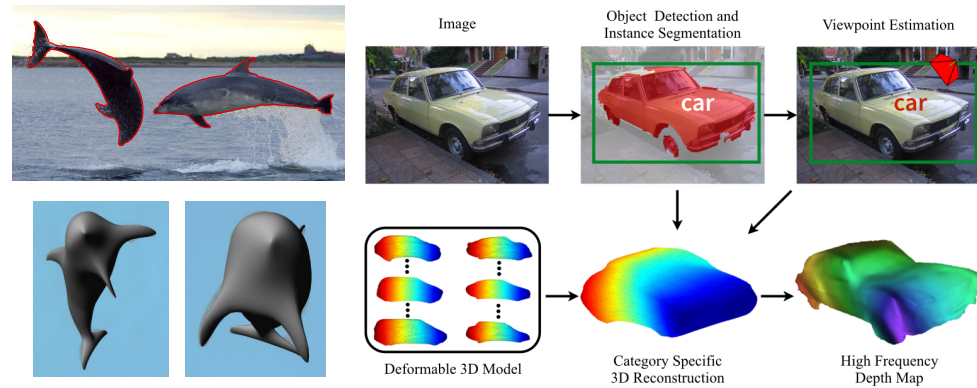 Image
Object Detection and
Instance Segmentation
Viewpoint Estimation
car
car
Deformable 3D Model
Category Specific
3D Reconstruction
High Frequency
Depth Map